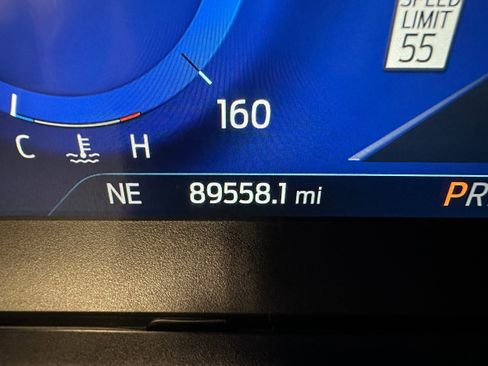 SPEED
LIMIT
55
160
C H
NE 89558.1 mi PR